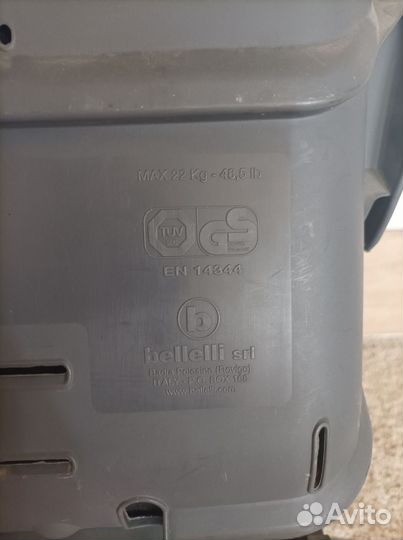 MAX 22 Kg - 48,5 lb
TÜV
GS
EN 14344
b
bellelli srl
Badia Polesine (Rovigo)
ITALY - P.O. BOX 166
www.bellelli.com
Avito